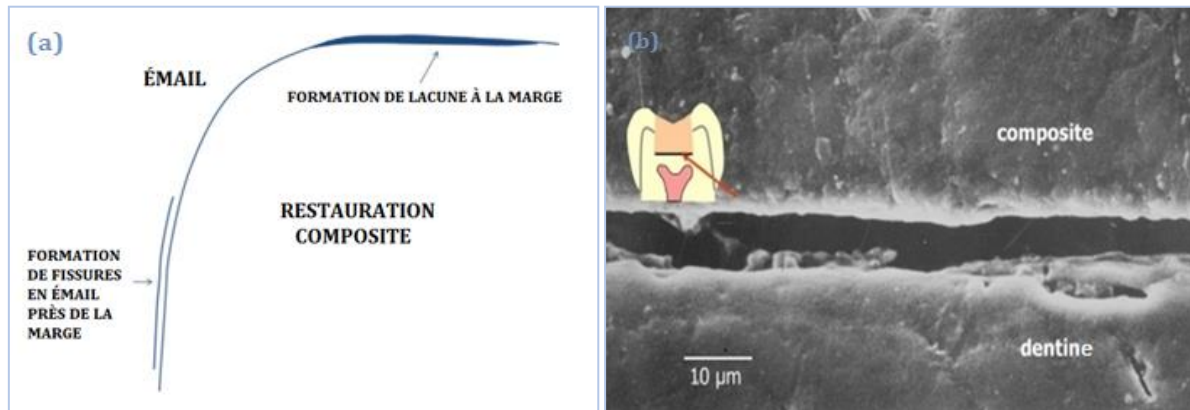 (a)
ÉMAIL
FORMATION DE LACUNE À LA MARGE
RESTAURATION
COMPOSITE
FORMATION
DE FISSURES
EN ÉMAIL
PRÈS DE LA
MARGE
(b)
composite
dentine
10 µm